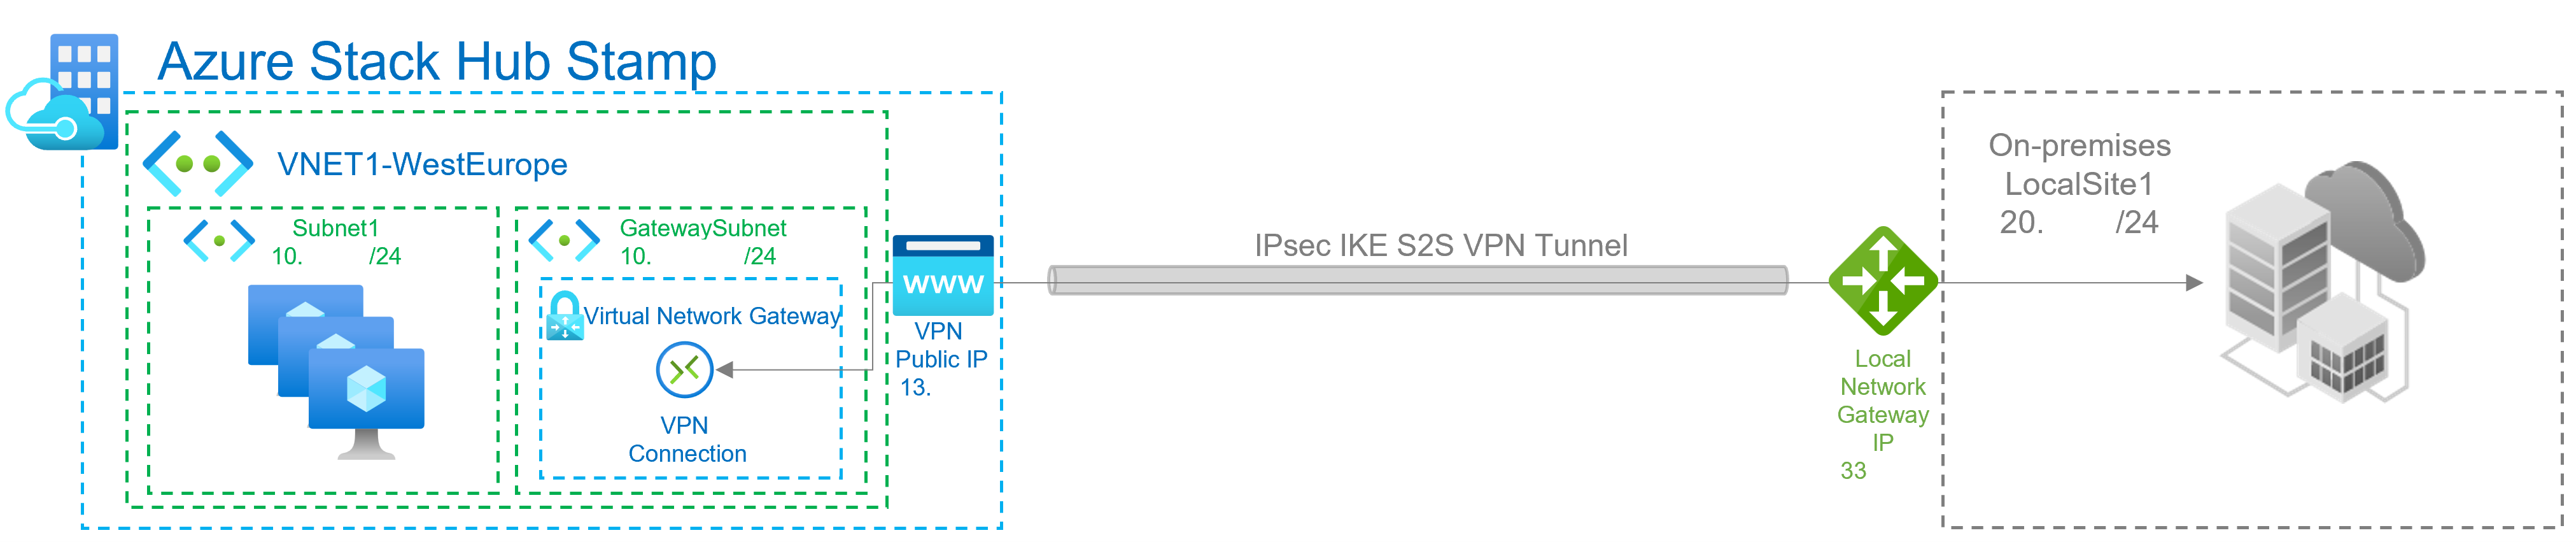 Azure Stack Hub Stamp
VNET1-WestEurope
Subnet1
10. /24
GatewaySubnet
10. /24
Virtual Network Gateway
VPN
Connection
www
VPN
Public IP
13.
IPsec IKE S2S VPN Tunnel
Local
Network
Gateway
IP
33
On-premises
LocalSite1
20. /24